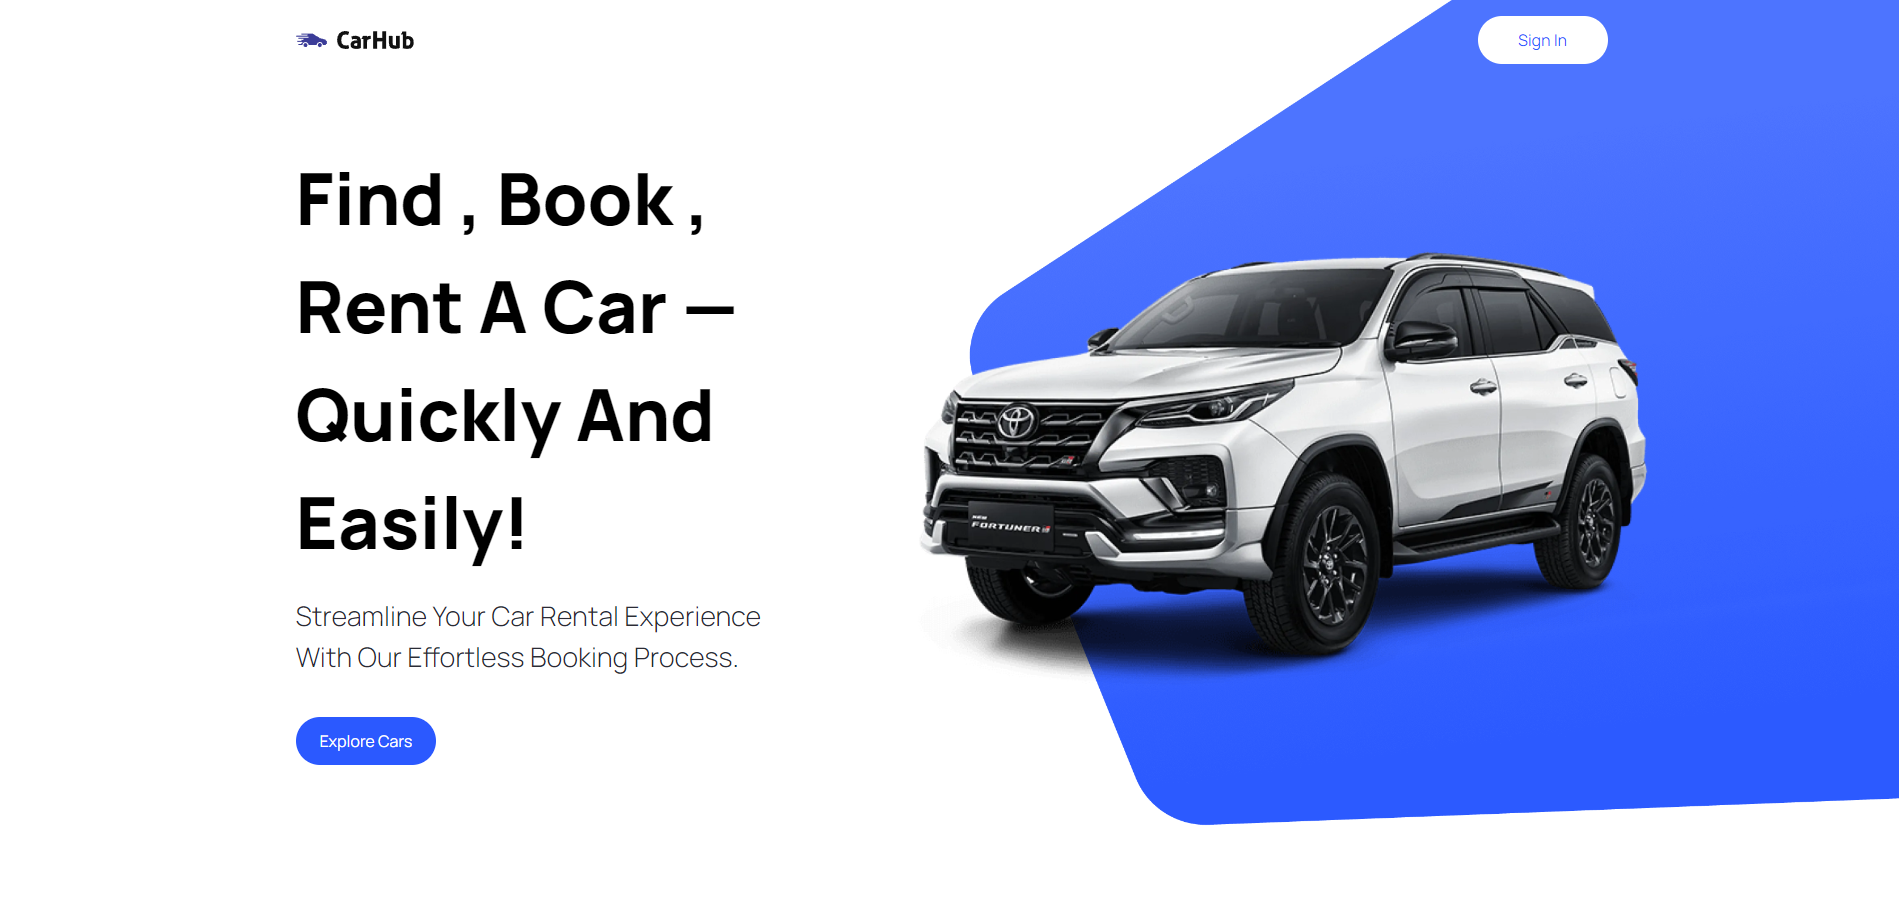 CarHub
Sign In
Find , Book ,
Rent A Car —
Quickly And
Easily!
Streamline Your Car Rental Experience
With Our Effortless Booking Process.
Explore Cars
NEW
FORTUNER